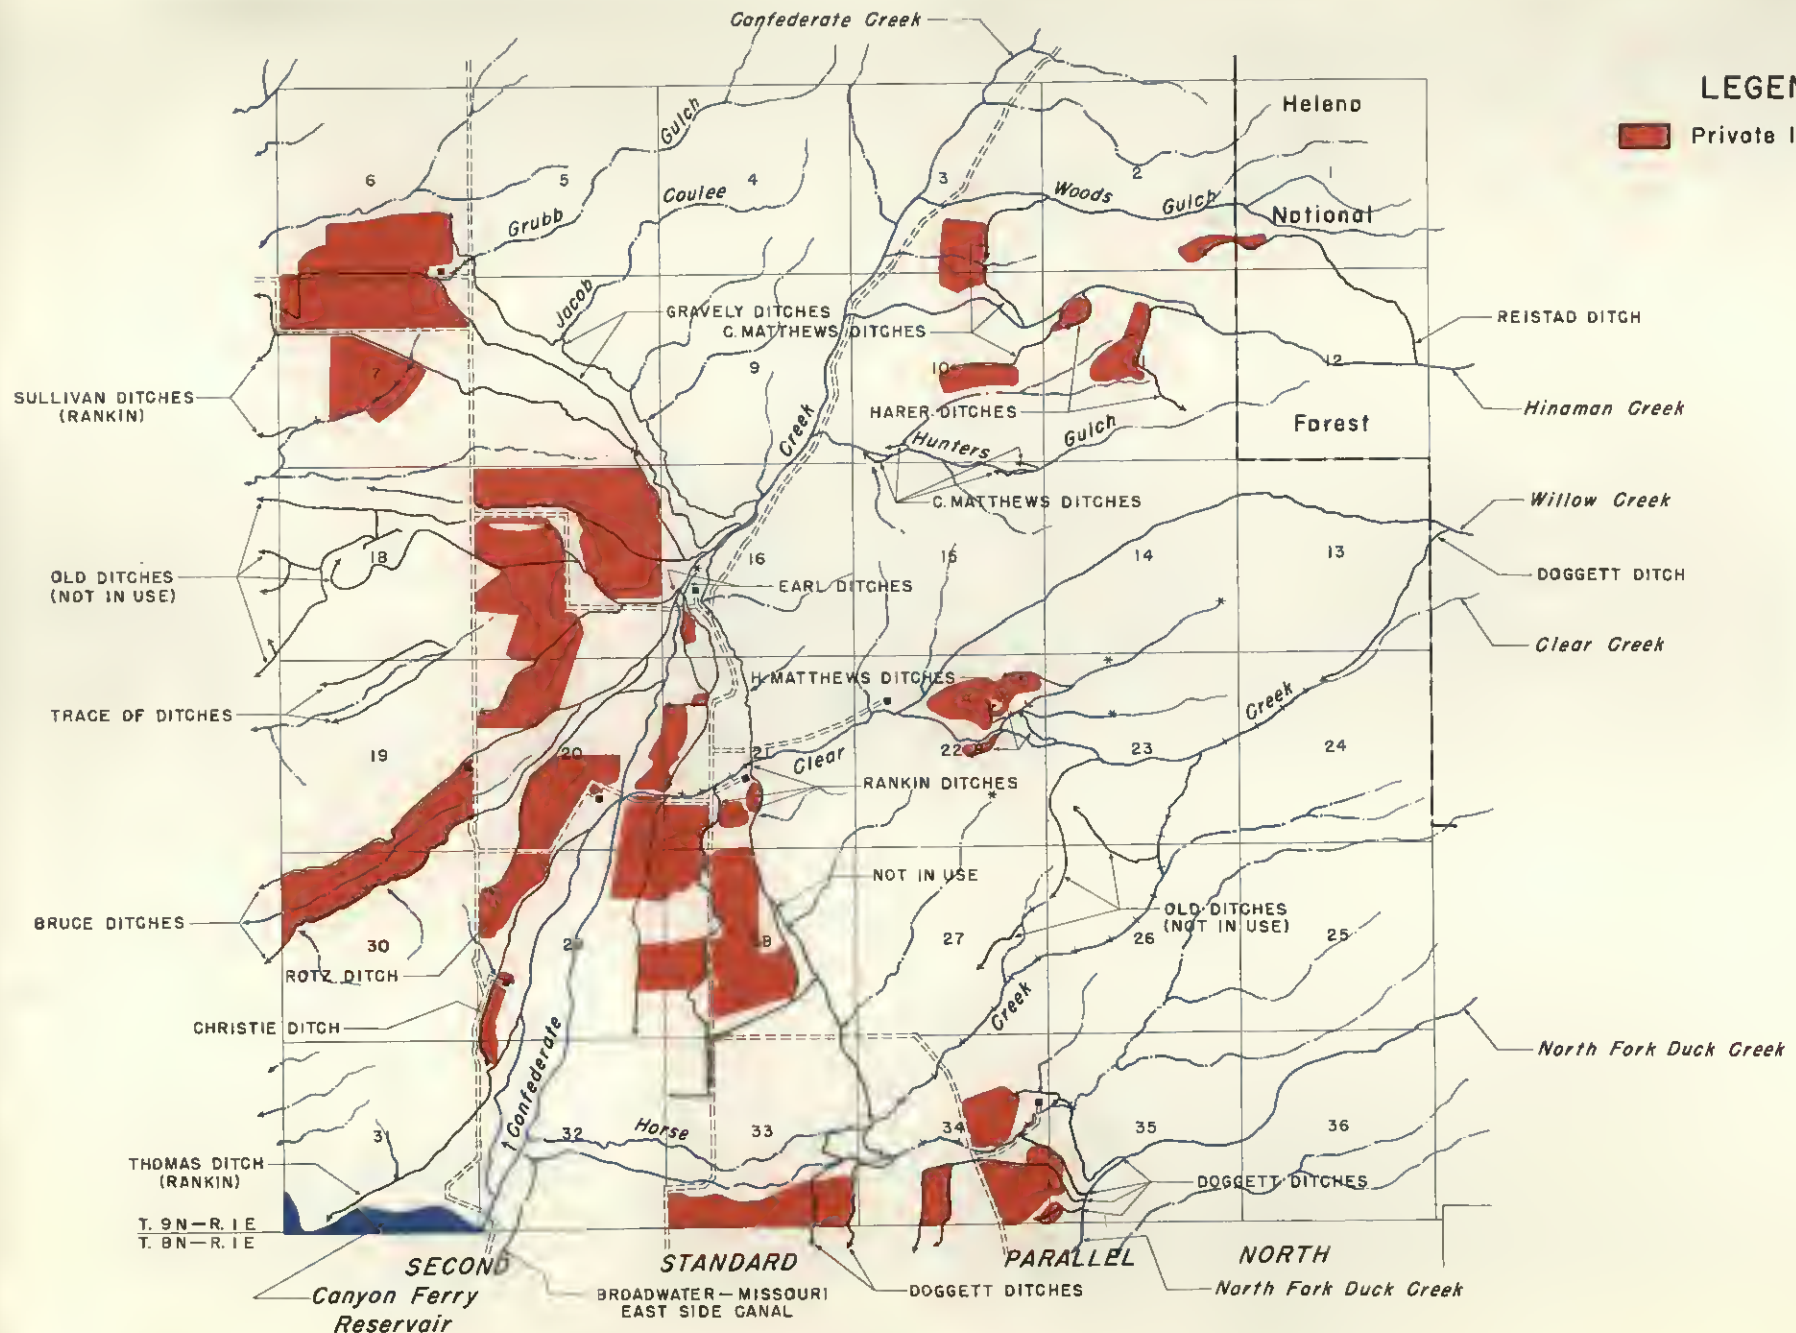 Confederate Creek
LEGEN
Private I
Helena
National
Forest
6
5
4
3
2
1
Grubb
Gulch
Jacob
Coulee
Woods
Gulch
GRAVELY DITCHES
C. MATTHEWS DITCHES
REISTAD DITCH
SULLIVAN DITCHES
(RANKIN)
7
9
10
11
12
Creek
HARER DITCHES
Hinaman Creek
Hunters
Gulch
C. MATTHEWS DITCHES
Willow Creek
18
16
15
14
13
OLD DITCHES
(NOT IN USE)
EARL DITCHES
DOGGETT DITCH
Clear Creek
H. MATTHEWS DITCHES
TRACE OF DITCHES
19
20
21
22
23
24
Clear
Creek
RANKIN DITCHES
NOT IN USE
BRUCE DITCHES
OLD DITCHES
(NOT IN USE)
30
27
26
25
ROTZ DITCH
CHRISTIE DITCH
Confederate
Creek
North Fork Duck Creek
31
32
Horse
33
34
35
36
THOMAS DITCH
(RANKIN)
DOGGETT DITCHES
T. 9N–R. 1E
T. 8N–R. 1E
SECOND STANDARD PARALLEL NORTH
Canyon Ferry
Reservair
BROADWATER–MISSOURI
EAST SIDE CANAL
DOGGETT DITCHES
North Fork Duck Creek